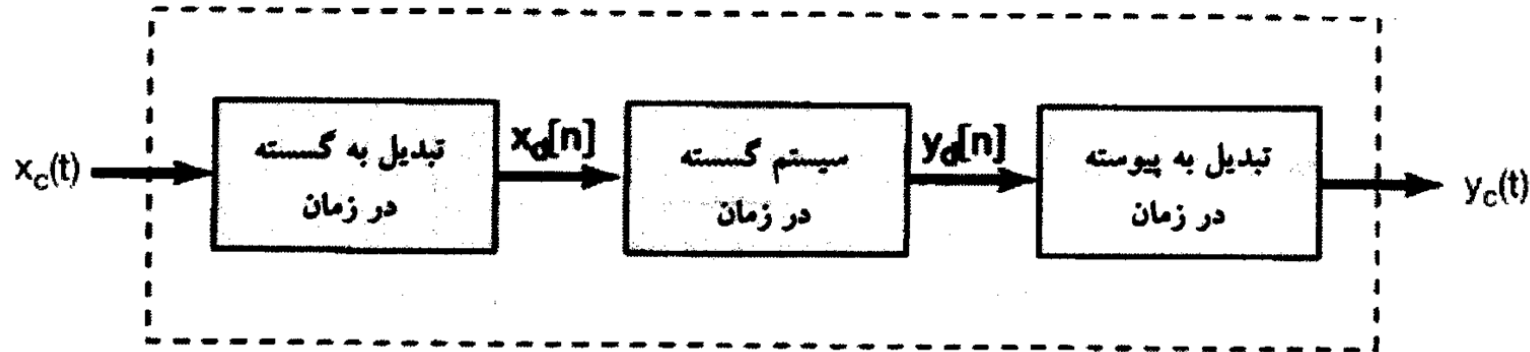 x_c(t)
تبدیل به گسسته
در زمان
x_d[n]
سیستم گسسته
در زمان
y_d[n]
تبدیل به پیوسته
در زمان
y_c(t)